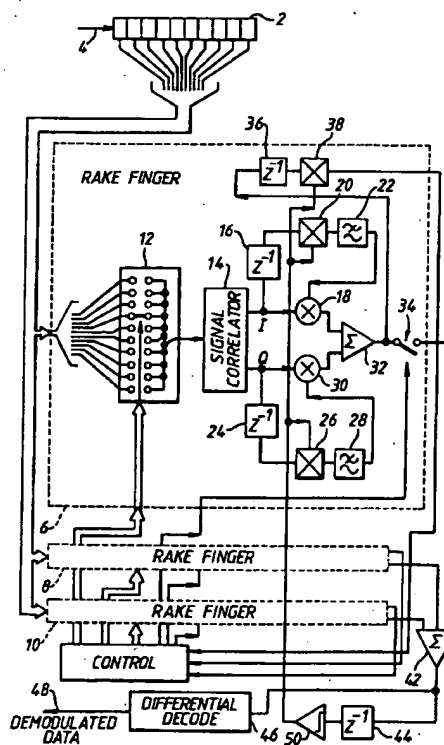 2
4
36
38
RAKE FINGER
z⁻¹
20
22
12
16
z⁻¹
14
18
34
SIGNAL CORRELATOR
I
Σ
32
Q
30
z⁻¹
24
26
28
6
RAKE FINGER
8
RAKE FINGER
10
CONTROL
Σ
42
48
DIFFERENTIAL DECODE
z⁻¹
44
DEMODULATED DATA
46
50